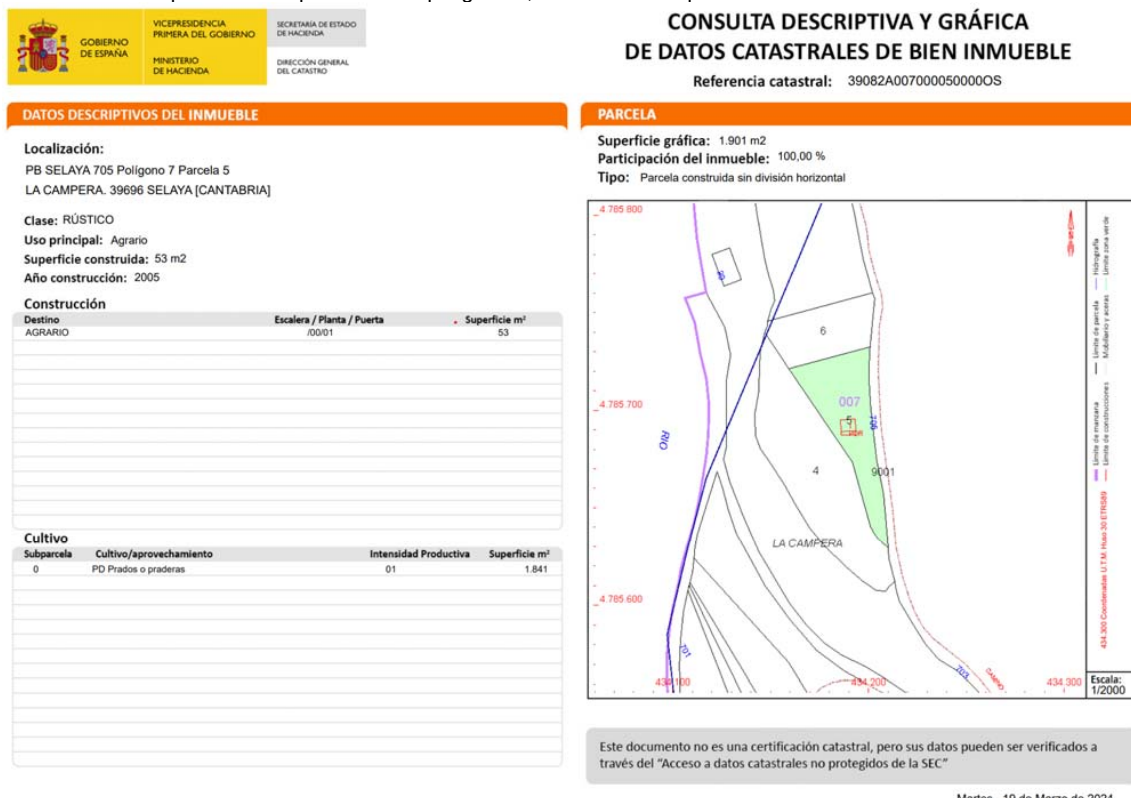 GOBIERNO
DE ESPAÑA
VICEPRESIDENCIA
PRIMERA DEL GOBIERNO
MINISTERIO
DE HACIENDA
SECRETARÍA DE ESTADO
DE HACIENDA
DIRECCIÓN GENERAL
DEL CATASTRO
CONSULTA DESCRIPTIVA Y GRÁFICA
DE DATOS CATASTRALES DE BIEN INMUEBLE
Referencia catastral: 39082A007000050000OS
DATOS DESCRIPTIVOS DEL INMUEBLE
Localización:
PB SELAYA 705 Polígono 7 Parcela 5
LA CAMPERA. 39696 SELAYA [CANTABRIA]
Clase: RÚSTICO
Uso principal: Agrario
Superficie construida: 53 m2
Año construcción: 2005
Construcción
Destino Escalera / Planta / Puerta Superficie m²
AGRARIO /00/01 53
Cultivo
Subparcela Cultivo/aprovechamiento Intensidad Productiva Superficie m²
0 PD Prados o praderas 01 1.841
PARCELA
Superficie gráfica: 1.901 m2
Participación del inmueble: 100,00 %
Tipo: Parcela construida sin división horizontal
4.785.800
6
007
4.785.700
5
RIO
4
9001
LA CAMPERA
4.785.600
701
703
CAMINO
434.100
434.200
434.300
Límite de manzana
Límite de parcela
Hidrografía
Límite de construcciones
Mobiliario y aceras
Límite zona verde
434.300 Coordenadas U.T.M. Huso 30 ETRS89
Escala:
1/2000
Este documento no es una certificación catastral, pero sus datos pueden ser verificados a
través del "Acceso a datos catastrales no protegidos de la SEC"
Martes , 19 de Marzo de 2024